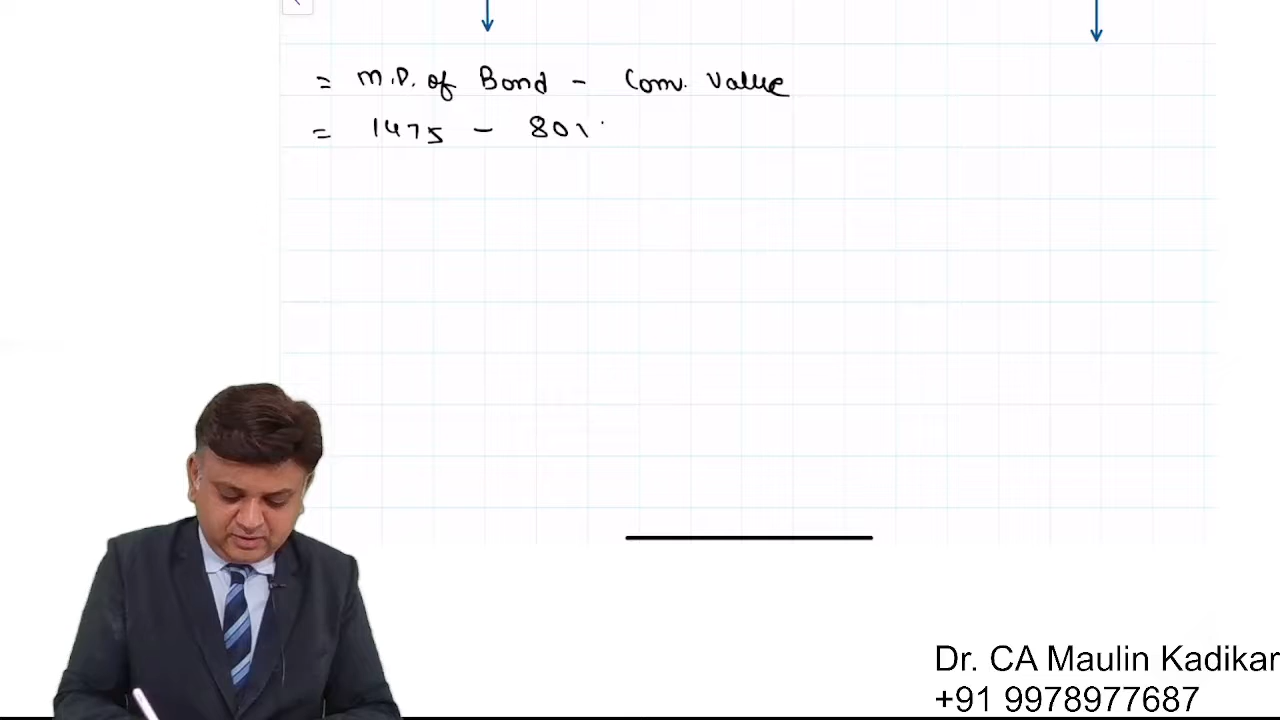 = M.P. of Bond - Conv. Value
= 1475 - 801.
Dr. CA Maulin Kadikar
+91 9978977687